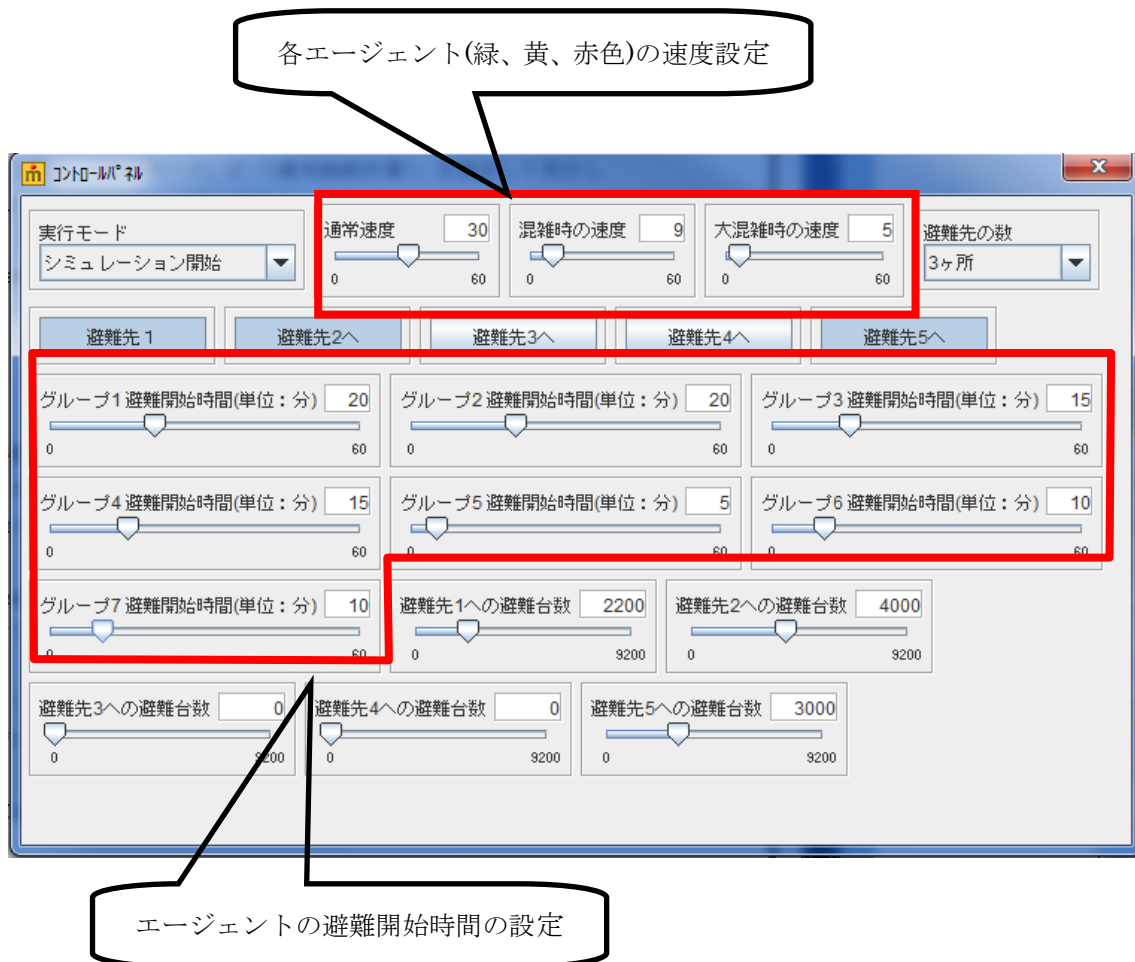 各エージェント(緑、黄、赤色)の速度設定
コントロールパネル
実行モード
シミュレーション開始
通常速度 30
0 60
混雑時の速度 9
0 60
大混雑時の速度 5
0 60
避難先の数
3ヶ所
避難先 1
避難先2へ
避難先3へ
避難先4へ
避難先5へ
グループ1 避難開始時間(単位：分) 20
0 60
グループ2 避難開始時間(単位：分) 20
0 60
グループ3 避難開始時間(単位：分) 15
0 60
グループ4 避難開始時間(単位：分) 15
0 60
グループ5 避難開始時間(単位：分) 5
0 60
グループ6 避難開始時間(単位：分) 10
0 60
グループ7 避難開始時間(単位：分) 10
0 60
避難先1への避難台数 2200
0 9200
避難先2への避難台数 4000
0 9200
避難先3への避難台数 0
0 9200
避難先4への避難台数 0
0 9200
避難先5への避難台数 3000
0 9200
エージェントの避難開始時間の設定